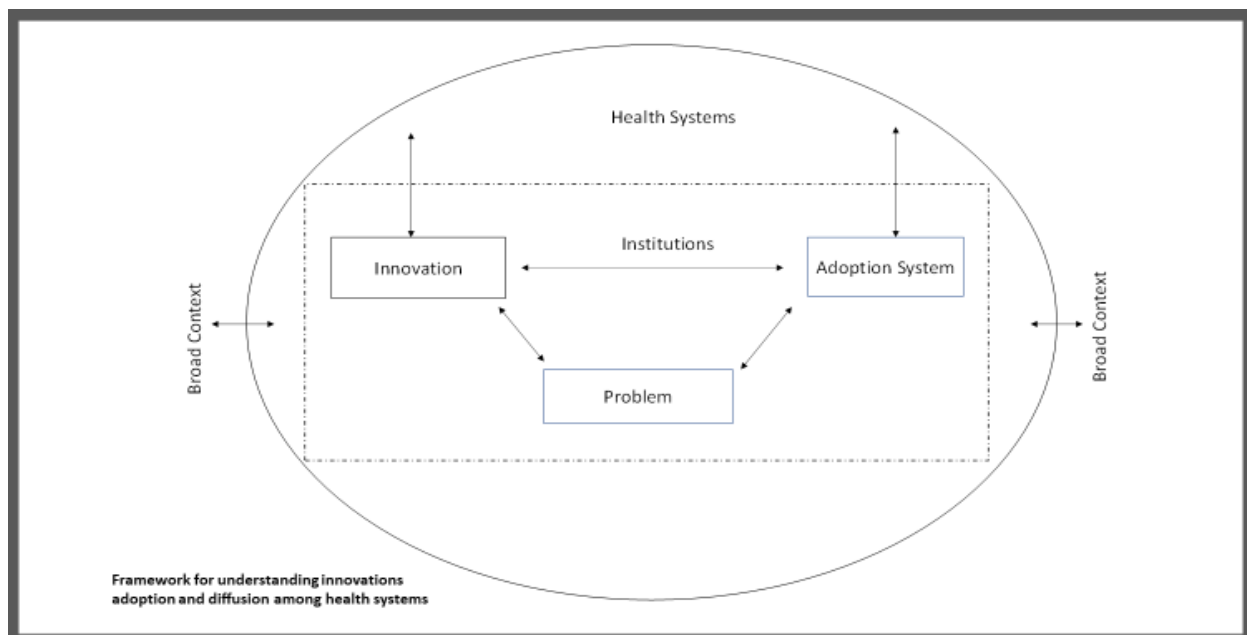 Health Systems
Institutions
Innovation
Adoption System
Broad Context
Broad Context
Problem
Framework for understanding innovations
adoption and diffusion among health systems